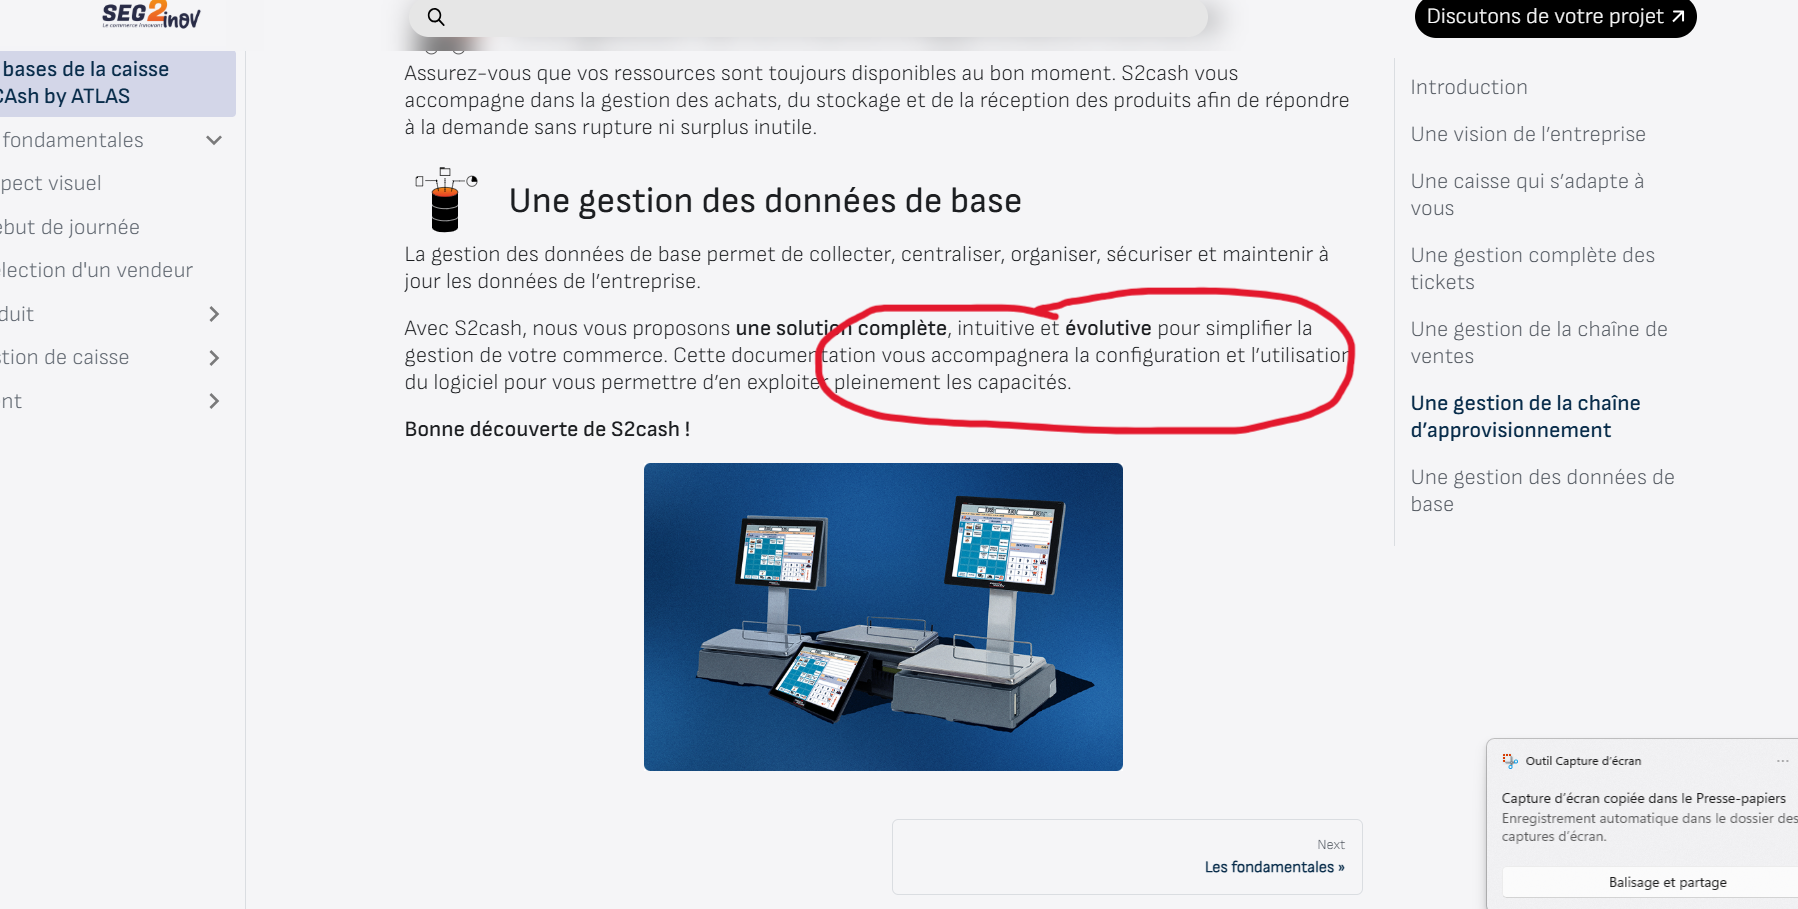 SEG2inov
Le commerce innovant
Discutons de votre projet
bases de la caisse
CAsh by ATLAS
fondamentales
pect visuel
but de journée
lection d'un vendeur
duit
tion de caisse
nt
Assurez-vous que vos ressources sont toujours disponibles au bon moment. S2cash vous
accompagne dans la gestion des achats, du stockage et de la réception des produits afin de répondre
à la demande sans rupture ni surplus inutile.
Une gestion des données de base
La gestion des données de base permet de collecter, centraliser, organiser, sécuriser et maintenir à
jour les données de l’entreprise.
Avec S2cash, nous vous proposons une solution complète, intuitive et évolutive pour simplifier la
gestion de votre commerce. Cette documentation vous accompagnera la configuration et l’utilisation
du logiciel pour vous permettre d’en exploiter pleinement les capacités.
Bonne découverte de S2cash !
Next
Les fondamentales »
Introduction
Une vision de l’entreprise
Une caisse qui s’adapte à
vous
Une gestion complète des
tickets
Une gestion de la chaîne de
ventes
Une gestion de la chaîne
d’approvisionnement
Une gestion des données de
base
Outil Capture d’écran
Capture d’écran copiée dans le Presse-papiers
Enregistrement automatique dans le dossier des
captures d’écran.
Balisage et partage